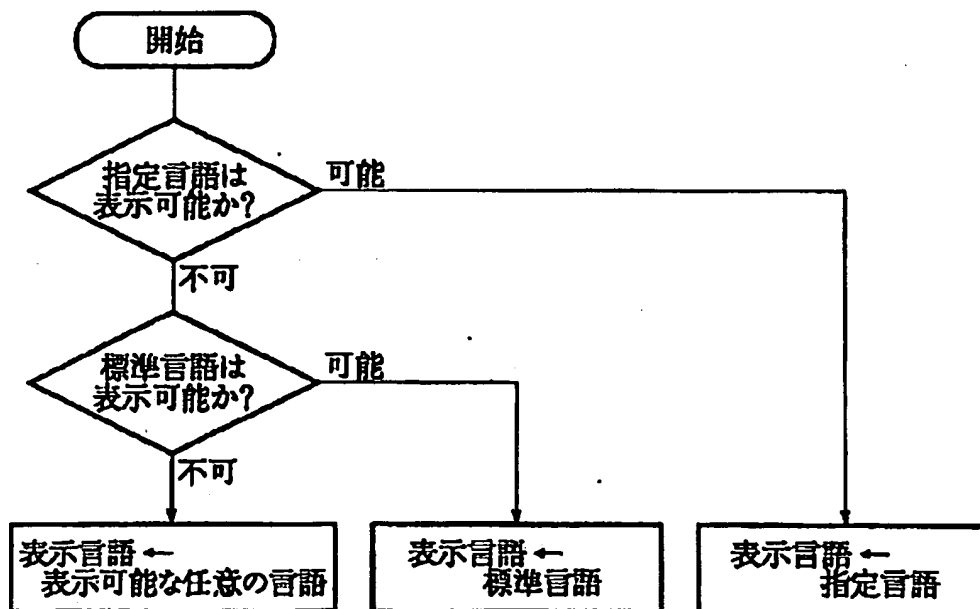 開始
指定言語は
表示可能か?
可能
不可
標準言語は
表示可能か?
可能
不可
表示言語 ←
表示可能な任意の言語
表示言語 ←
標準言語
表示言語 ←
指定言語